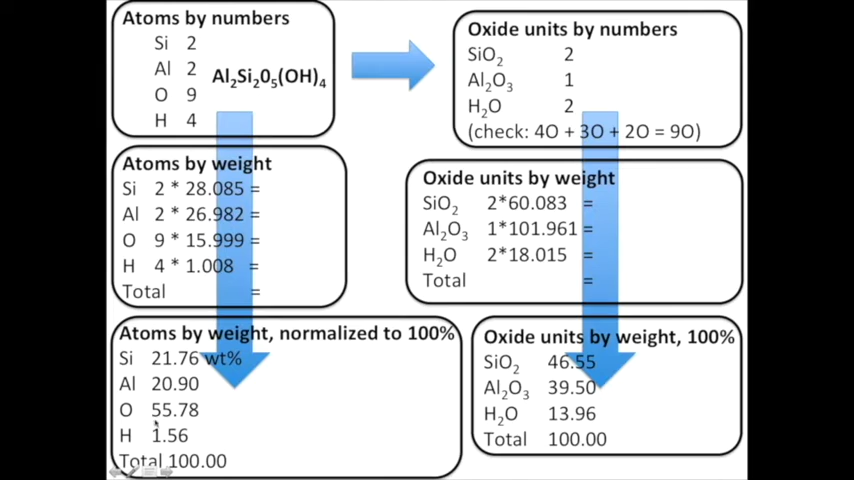 Atoms by numbers
Si 2
Al 2
Al₂Si₂0₅(OH)₄
O 9
H 4
Oxide units by numbers
SiO₂ 2
Al₂O₃ 1
H₂O 2
(check: 4O + 3O + 2O = 9O)
Atoms by weight
Si 2 * 28.085 =
Al 2 * 26.982 =
O 9 * 15.999 =
H 4 * 1.008 =
Total =
Oxide units by weight
SiO₂ 2*60.083 =
Al₂O₃ 1*101.961 =
H₂O 2*18.015 =
Total =
Atoms by weight, normalized to 100%
Si 21.76 wt%
Al 20.90
O 55.78
H 1.56
Total 100.00
Oxide units by weight, 100%
SiO₂ 46.55
Al₂O₃ 39.50
H₂O 13.96
Total 100.00